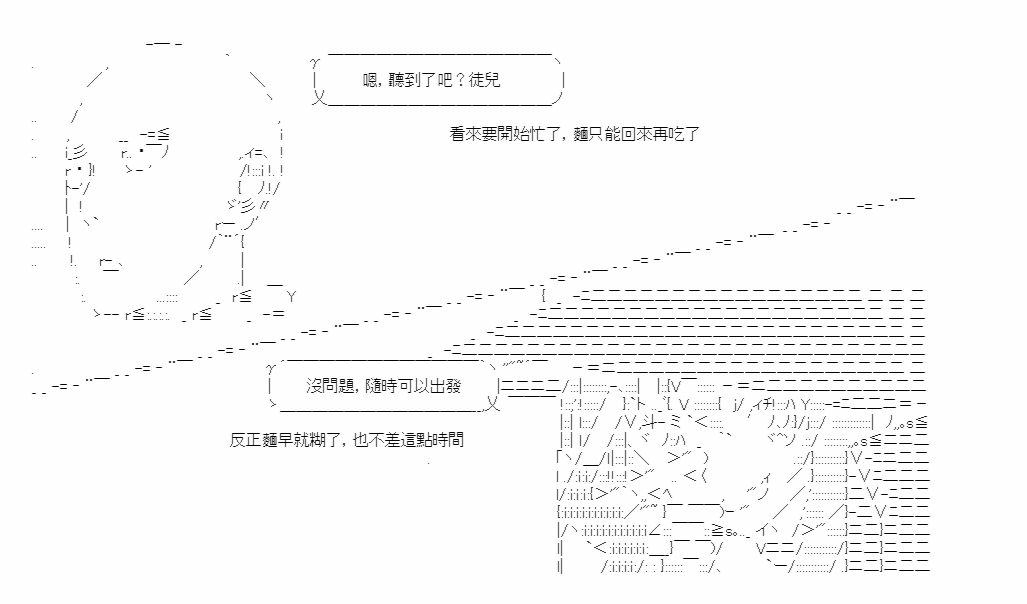 嗯，聽到了吧？徒兒
看來要開始忙了，麵只能回來再吃了
沒問題，隨時可以出發
反正麵早就糊了，也不差這點時間